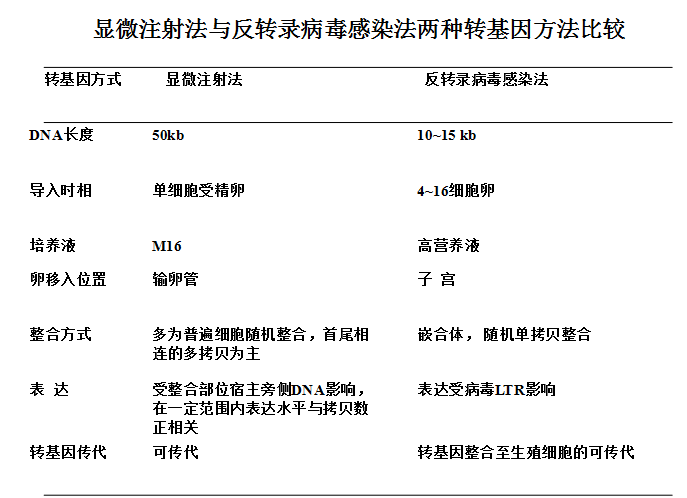 显微注射法与反转录病毒感染法两种转基因方法比较
转基因方式 显微注射法 反转录病毒感染法
DNA长度 50kb 10~15 kb
导入时相 单细胞受精卵 4~16细胞卵
培养液 M16 高营养液
卵移入位置 输卵管 子 宫
整合方式 多为普遍细胞随机整合，首尾相 嵌合体，随机单拷贝整合
连的多拷贝为主
表 达 受整合部位宿主旁侧DNA影响， 表达受病毒LTR影响
在一定范围内表达水平与拷贝数
正相关
转基因传代 可传代 转基因整合至生殖细胞的可传代